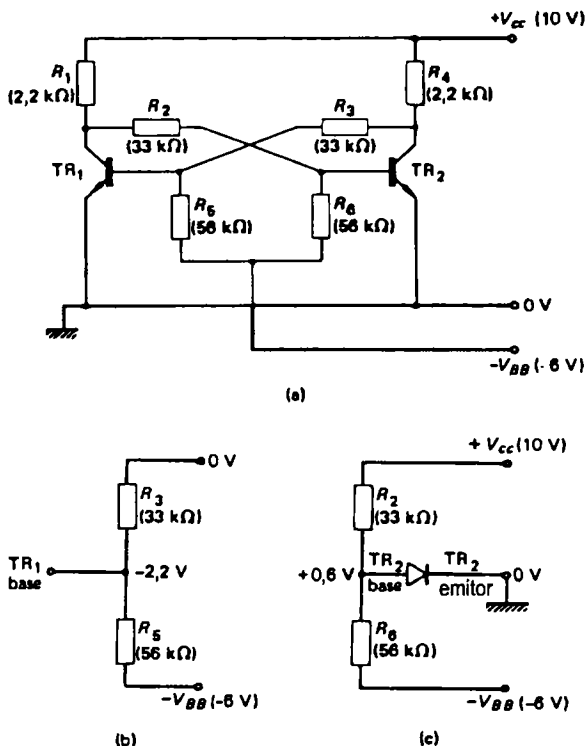 +Vcc (10 V)
R1
(2,2 kΩ)
R4
(2,2 kΩ)
R2
(33 kΩ)
R3
(33 kΩ)
TR1
TR2
R5
(56 kΩ)
R6
(56 kΩ)
0 V
-VBB (-6 V)
(a)
0 V
R3
(33 kΩ)
TR1
base
-2,2 V
R5
(56 kΩ)
-VBB (-6 V)
(b)
+ Vcc (10 V)
R2
(33 kΩ)
+0,6 V
TR2
base
TR2
emitor
0 V
R6
(56 kΩ)
-VBB (-6 V)
(c)